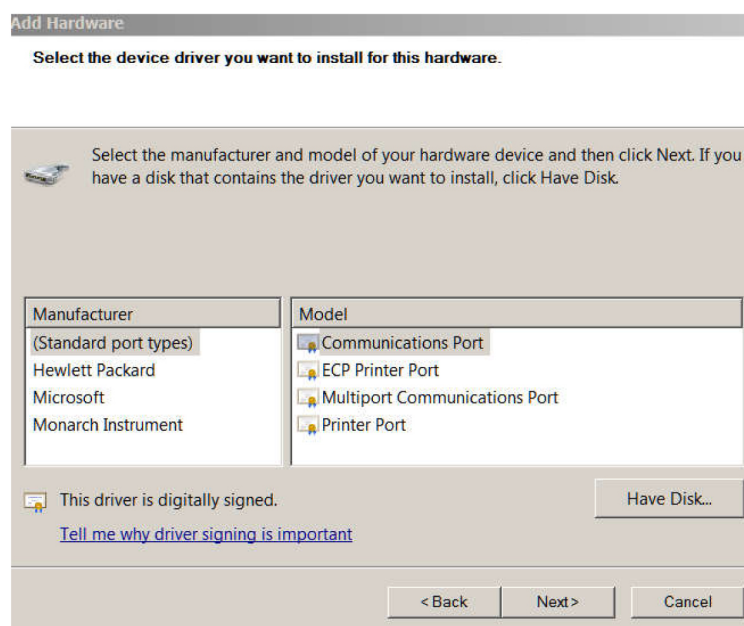 Add Hardware
Select the device driver you want to install for this hardware.
Select the manufacturer and model of your hardware device and then click Next. If you
have a disk that contains the driver you want to install, click Have Disk.
Manufacturer
(Standard port types)
Hewlett Packard
Microsoft
Monarch Instrument
Model
Communications Port
ECP Printer Port
Multiport Communications Port
Printer Port
This driver is digitally signed.
Have Disk...
Tell me why driver signing is important
< Back
Next >
Cancel